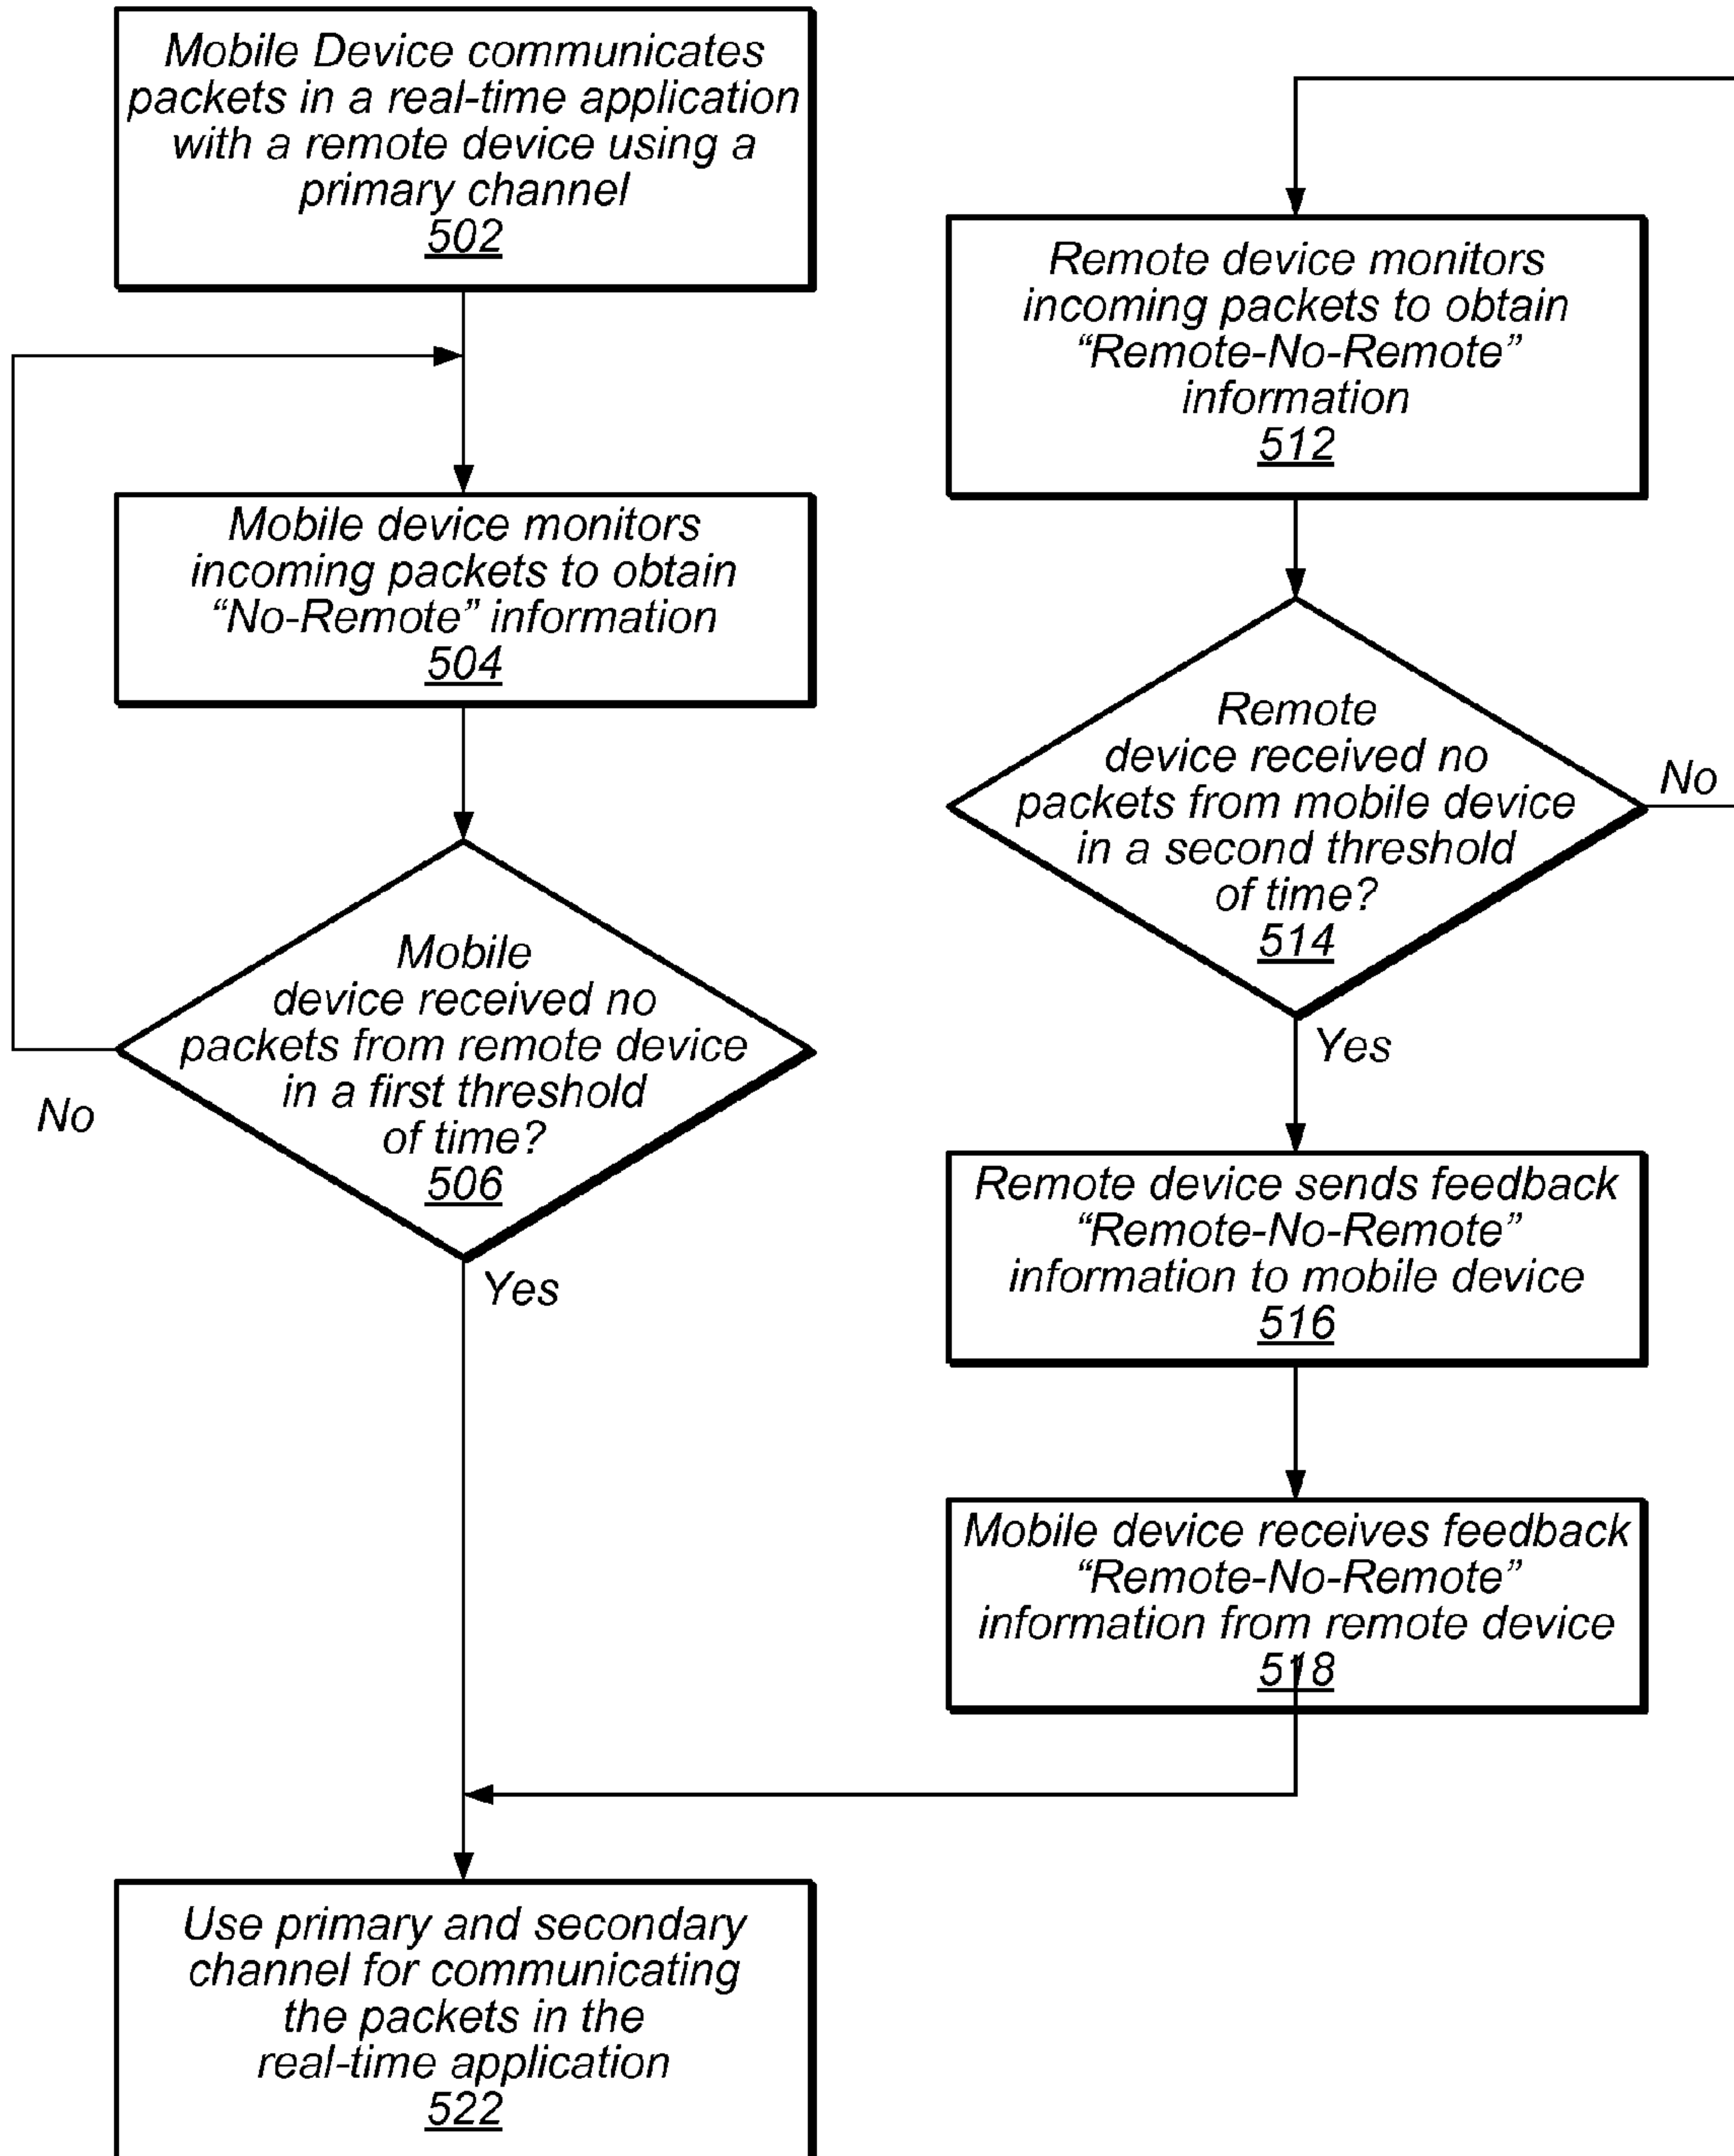 Mobile Device communicates
packets in a real-time application
with a remote device using a
primary channel
502
Mobile device monitors
incoming packets to obtain
“No-Remote” information
504
Mobile
device received no
packets from remote device
in a first threshold
of time?
506
No
Yes
Remote device monitors
incoming packets to obtain
“Remote-No-Remote”
information
512
Remote
device received no
packets from mobile device
in a second threshold
of time?
514
No
Yes
Remote device sends feedback
“Remote-No-Remote”
information to mobile device
516
Mobile device receives feedback
“Remote-No-Remote”
information from remote device
518
Use primary and secondary
channel for communicating
the packets in the
real-time application
522